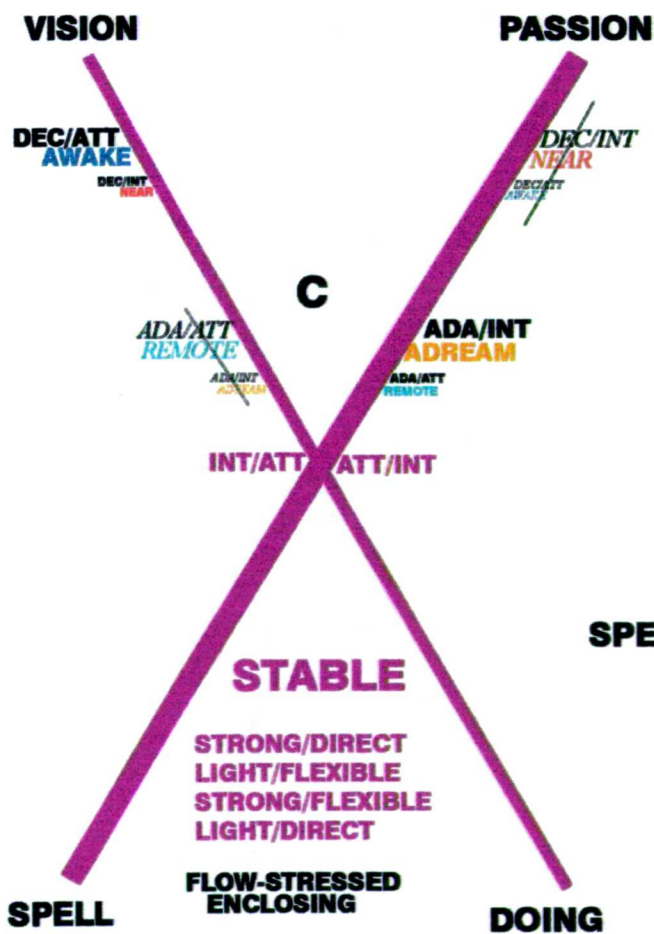 VISION
PASSION
DEC/ATT
AWAKE
DEC/INT
NEAR
DEC/INT
NEAR
DEC/ATT
AWAKE
C
ADA/ATT
REMOTE
ADA/INT
ADREAM
ADA/INT
ADREAM
ADA/ATT
REMOTE
INT/ATT
ATT/INT
SPE
STABLE
STRONG/DIRECT
LIGHT/FLEXIBLE
STRONG/FLEXIBLE
LIGHT/DIRECT
FLOW-STRESSED
ENCLOSING
SPELL
DOING